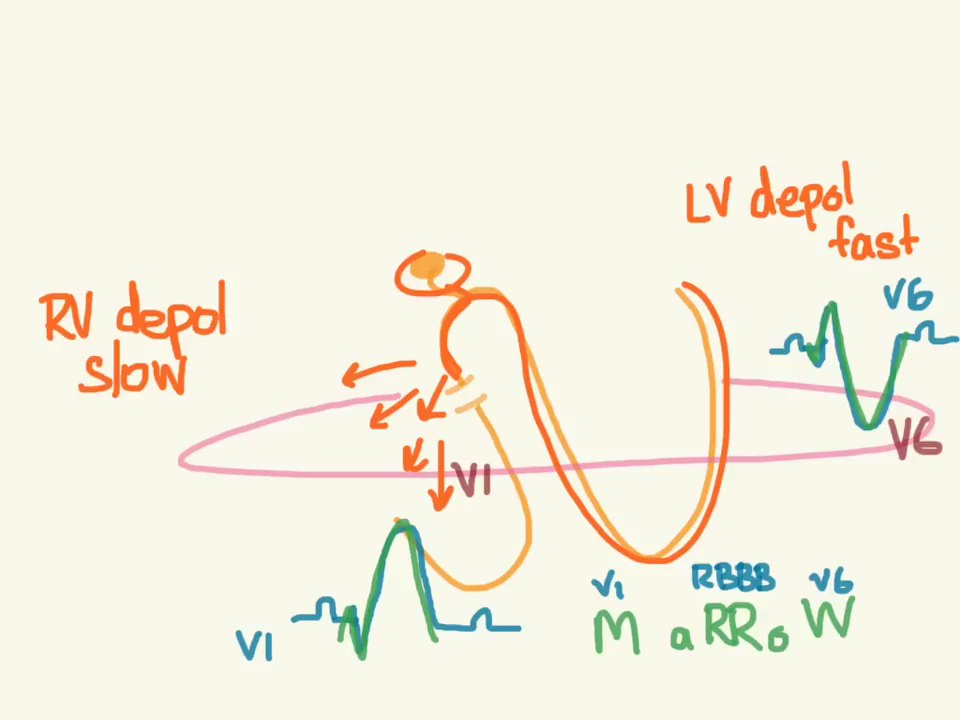 LV depol
fast
RV depol
slow
V6
V6
V1
V1
V1 RBBB V6
M aRRo W